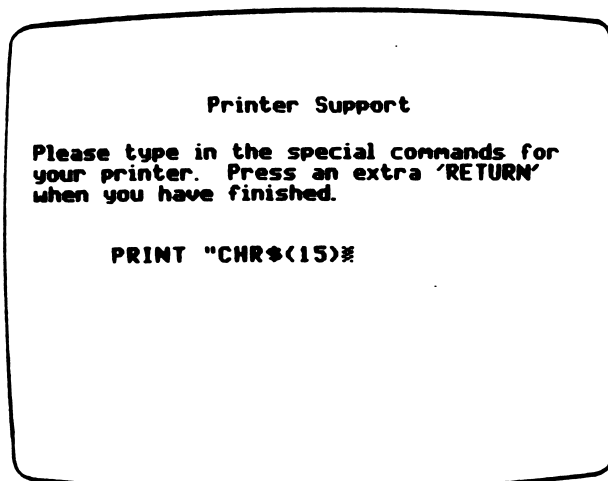 Printer Support
Please type in the special commands for
your printer. Press an extra 'RETURN'
when you have finished.
PRINT "CHR$(15)